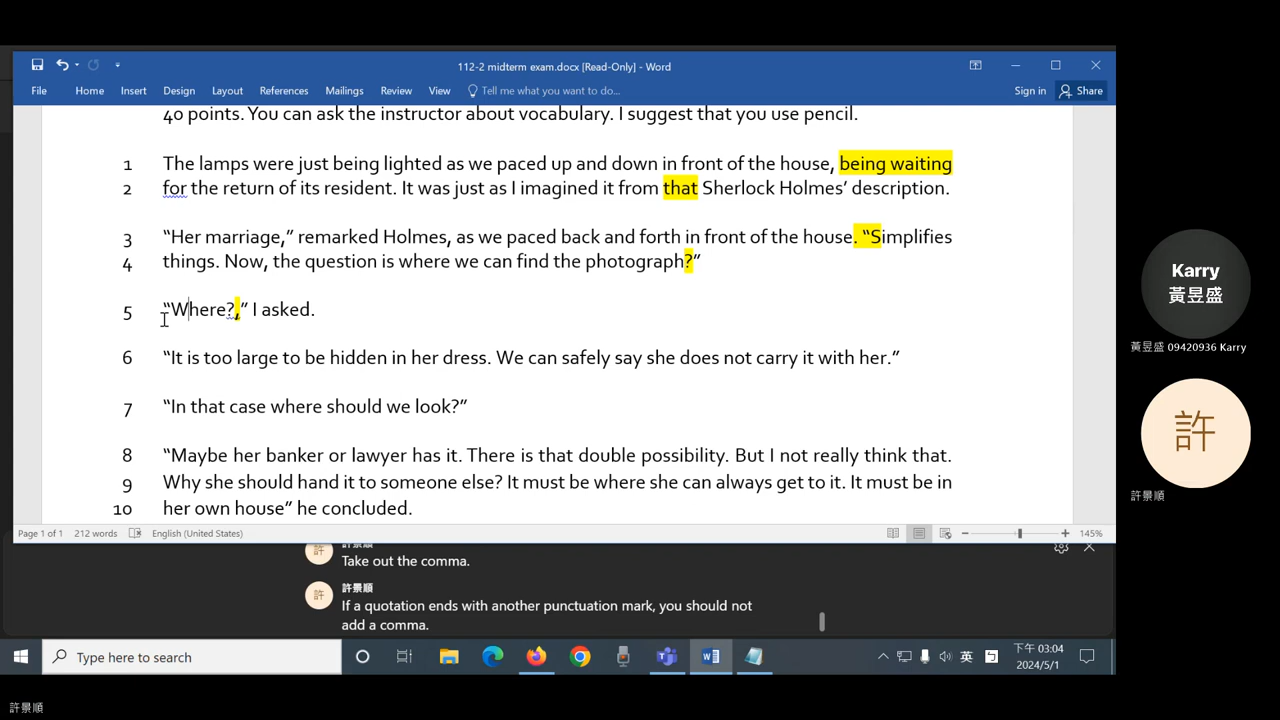 112-2 midterm exam.docx [Read-Only] - Word
File Home Insert Design Layout References Mailings Review View Tell me what you want to do... Sign in Share
40 points. You can ask the instructor about vocabulary. I suggest that you use pencil.
1 The lamps were just being lighted as we paced up and down in front of the house, being waiting
2 for the return of its resident. It was just as I imagined it from that Sherlock Holmes’ description.
3 “Her marriage,” remarked Holmes, as we paced back and forth in front of the house. “Simplifies
4 things. Now, the question is where we can find the photograph?”
5 “Where?,” I asked.
6 “It is too large to be hidden in her dress. We can safely say she does not carry it with her.”
7 “In that case where should we look?”
8 “Maybe her banker or lawyer has it. There is that double possibility. But I not really think that.
9 Why she should hand it to someone else? It must be where she can always get to it. It must be in
10 her own house” he concluded.
Page 1 of 1 212 words English (United States) 145%
許景順
許 Take out the comma.
許景順
許 If a quotation ends with another punctuation mark, you should not
add a comma.
Karry
黃昱盛
黃昱盛 09420936 Karry
許
許景順
Type here to search
英
下午 03:04
2024/5/1
許景順